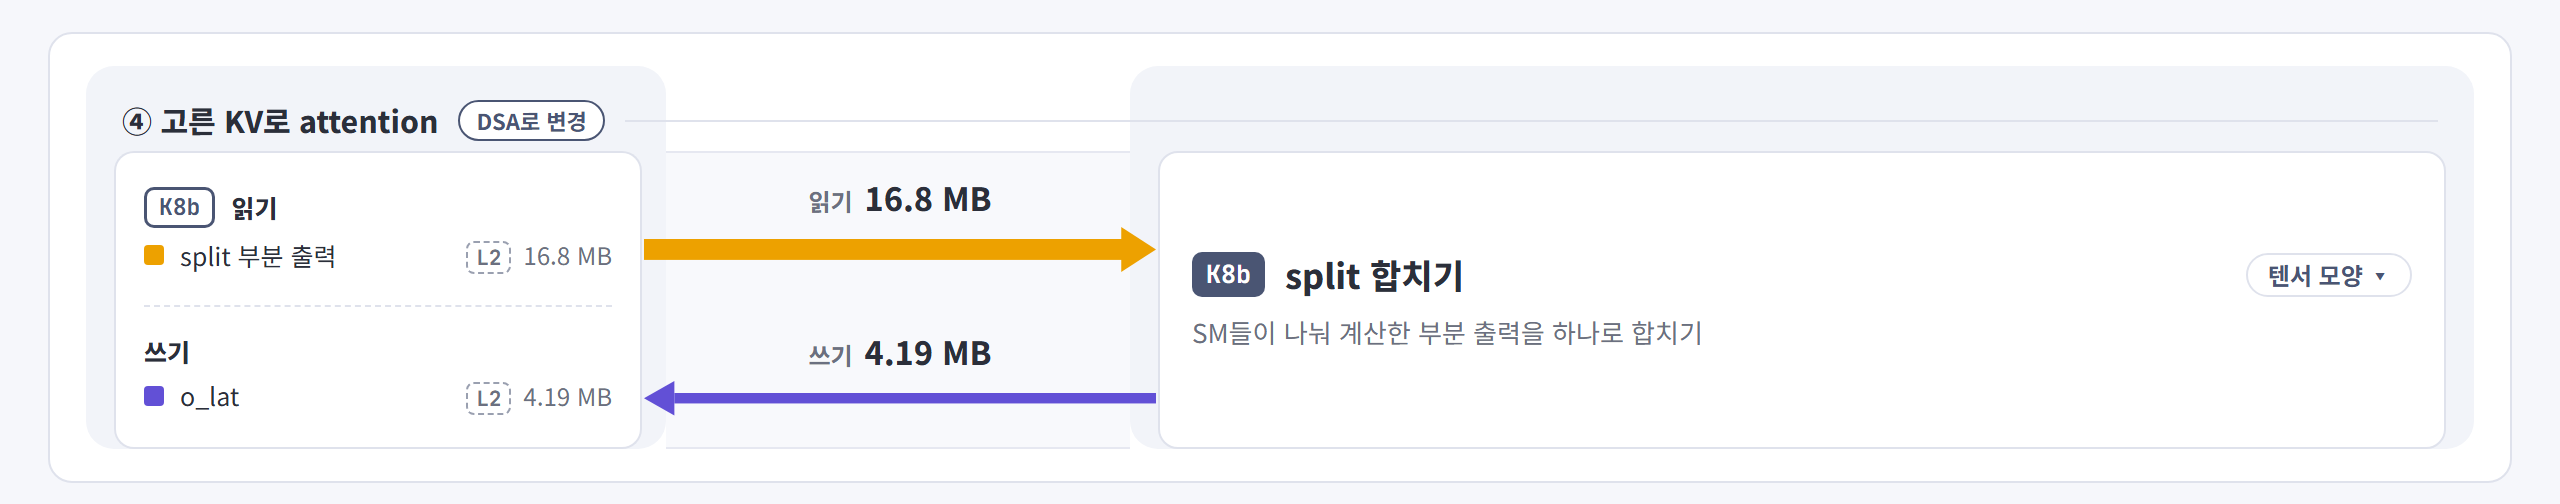 ④ 고른 KV로 attention DSA로 변경
K8b 읽기
split 부분 출력 L2 16.8 MB
쓰기
o_lat L2 4.19 MB
읽기 16.8 MB
쓰기 4.19 MB
K8b split 합치기 텐서 모양 ▾
SM들이 나눠 계산한 부분 출력을 하나로 합치기